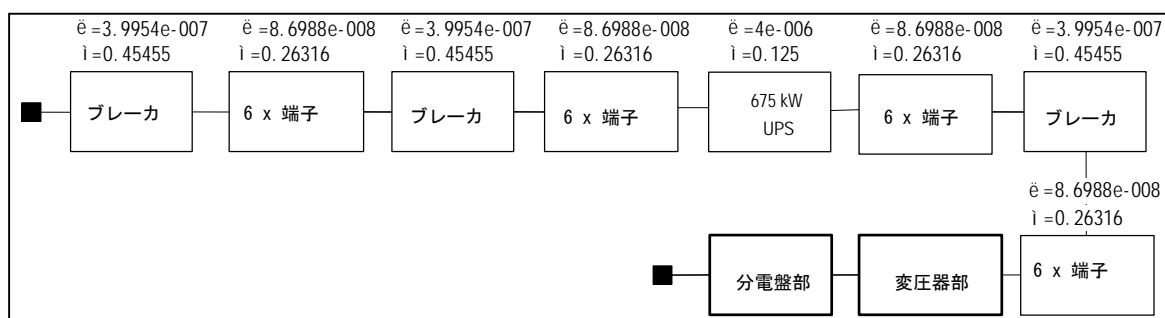 ë=3.9954e-007 ë=8.6988e-008 ë=3.9954e-007 ë=8.6988e-008 ë=4e-006 ë=8.6988e-008 ë=3.9954e-007
ì=0.45455 ì=0.26316 ì=0.45455 ì=0.26316 ì=0.125 ì=0.26316 ì=0.45455
ブレーカ 6 x 端子 ブレーカ 6 x 端子 675 kW 6 x 端子 ブレーカ
UPS
ë=8.6988e-008
ì=0.26316
分電盤部 変圧器部 6 x 端子